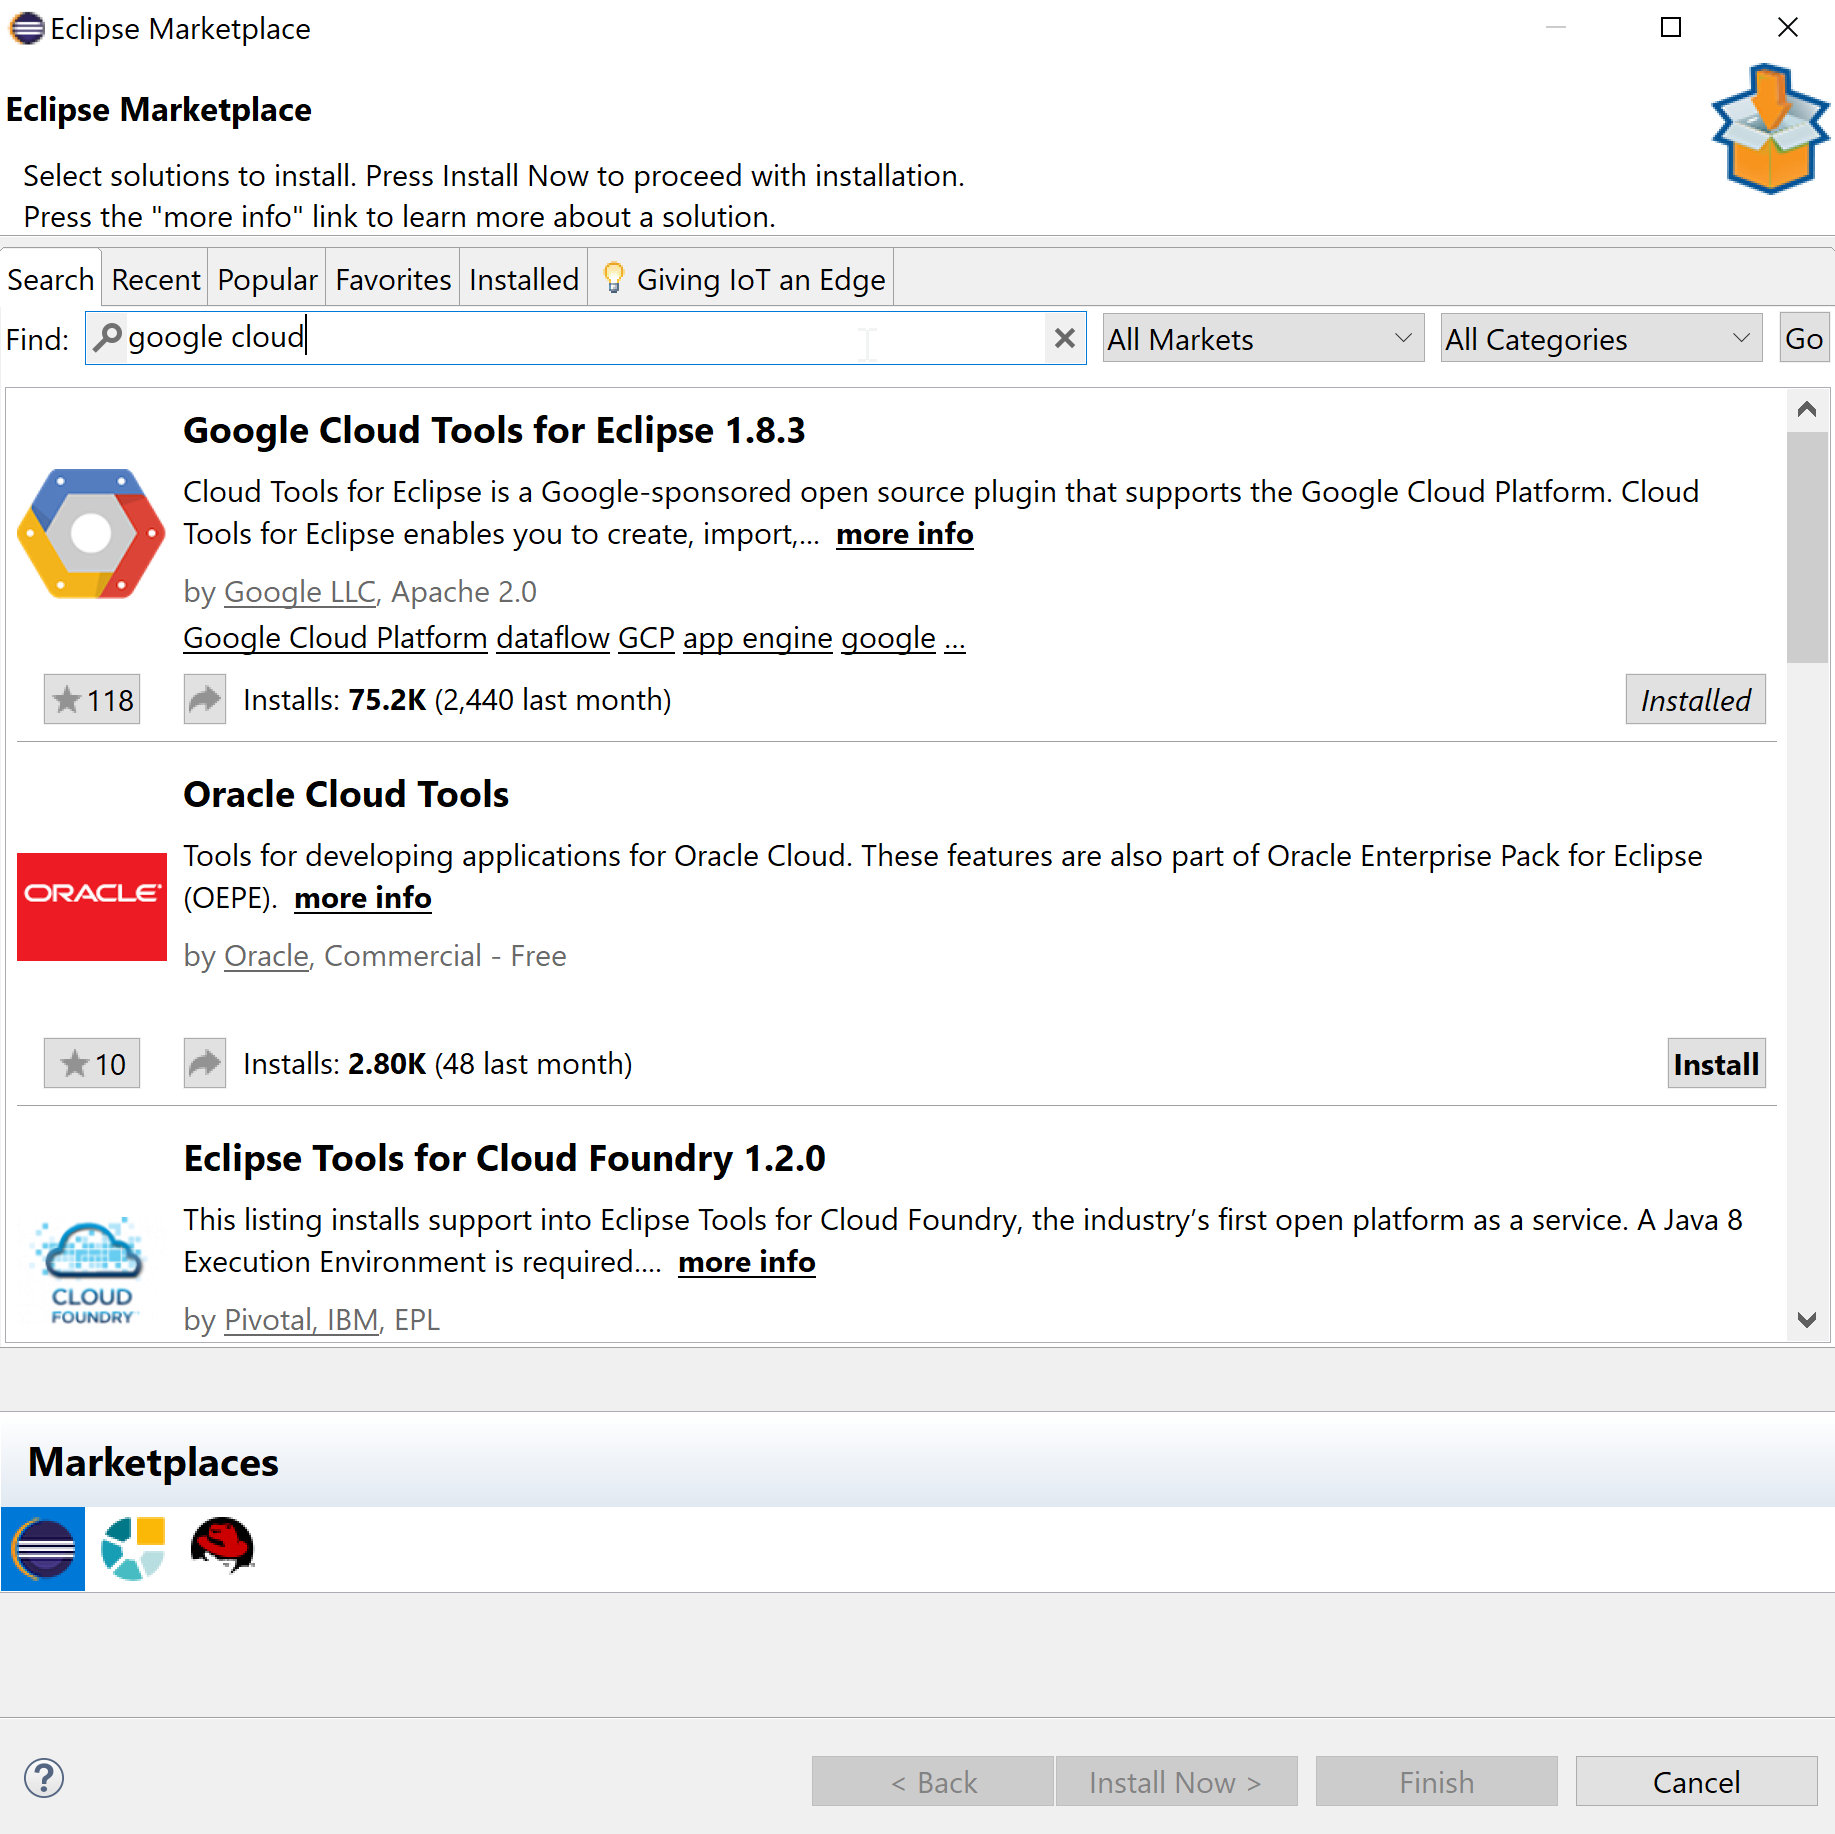 Eclipse Marketplace
Eclipse Marketplace
Select solutions to install. Press Install Now to proceed with installation.
Press the "more info" link to learn more about a solution.
Search Recent Popular Favorites Installed Giving IoT an Edge
Find: google cloud All Markets All Categories Go
Google Cloud Tools for Eclipse 1.8.3
Cloud Tools for Eclipse is a Google-sponsored open source plugin that supports the Google Cloud Platform. Cloud
Tools for Eclipse enables you to create, import,... more info
by Google LLC, Apache 2.0
Google Cloud Platform dataflow GCP app engine google ...
118 Installs: 75.2K (2,440 last month) Installed
Oracle Cloud Tools
Tools for developing applications for Oracle Cloud. These features are also part of Oracle Enterprise Pack for Eclipse
(OEPE). more info
ORACLE
by Oracle, Commercial - Free
10 Installs: 2.80K (48 last month) Install
Eclipse Tools for Cloud Foundry 1.2.0
This listing installs support into Eclipse Tools for Cloud Foundry, the industry’s first open platform as a service. A Java 8
Execution Environment is required.... more info
CLOUD
FOUNDRY
by Pivotal, IBM, EPL
Marketplaces
? < Back Install Now > Finish Cancel